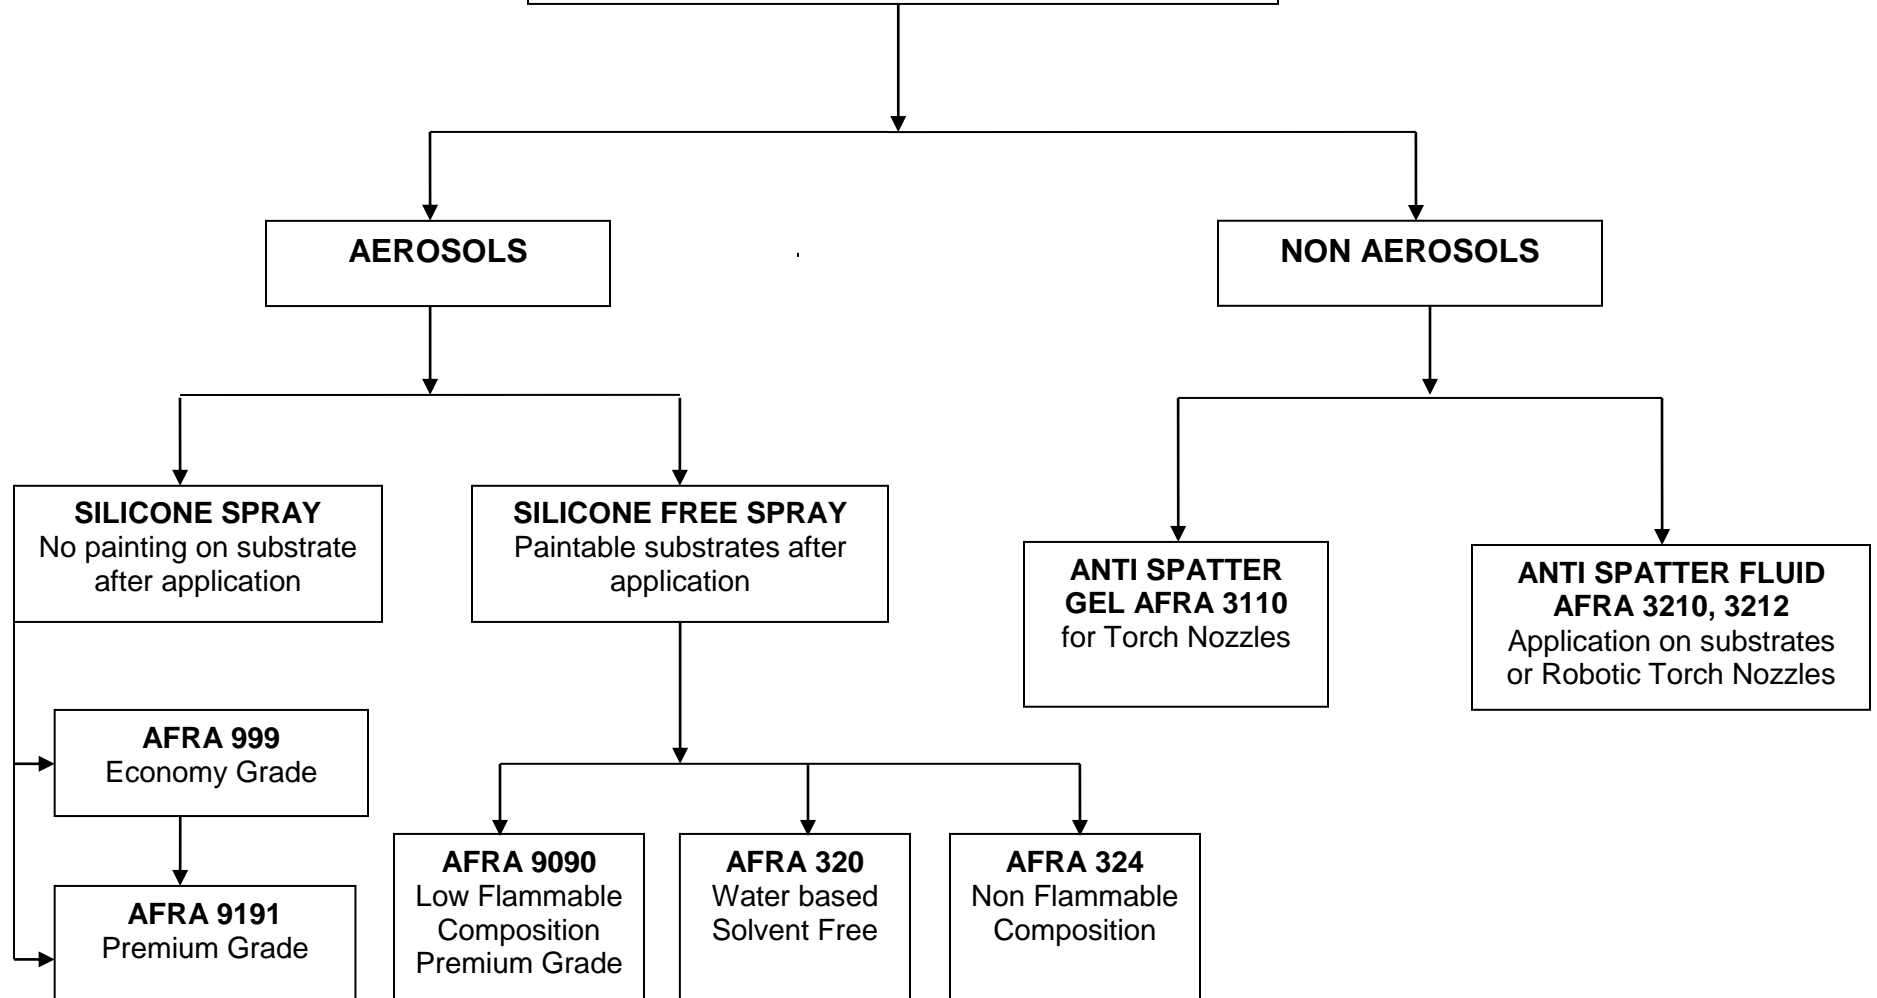 AEROSOLS
NON AEROSOLS
SILICONE SPRAY
No painting on substrate
after application
SILICONE FREE SPRAY
Paintable substrates after
application
ANTI SPATTER
GEL AFRA 3110
for Torch Nozzles
ANTI SPATTER FLUID
AFRA 3210, 3212
Application on substrates
or Robotic Torch Nozzles
AFRA 999
Economy Grade
AFRA 9191
Premium Grade
AFRA 9090
Low Flammable
Composition
Premium Grade
AFRA 320
Water based
Solvent Free
AFRA 324
Non Flammable
Composition